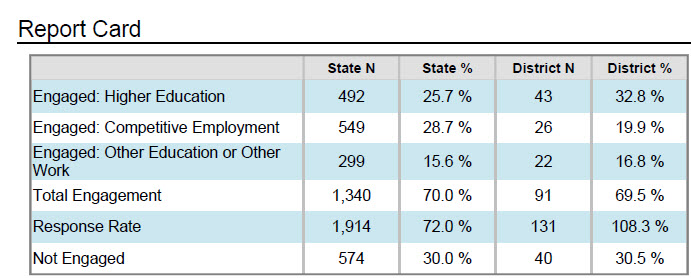 Report Card
State N State % District N District %
Engaged: Higher Education 492 25.7 % 43 32.8 %
Engaged: Competitive Employment 549 28.7 % 26 19.9 %
Engaged: Other Education or Other
Work 299 15.6 % 22 16.8 %
Total Engagement 1,340 70.0 % 91 69.5 %
Response Rate 1,914 72.0 % 131 108.3 %
Not Engaged 574 30.0 % 40 30.5 %